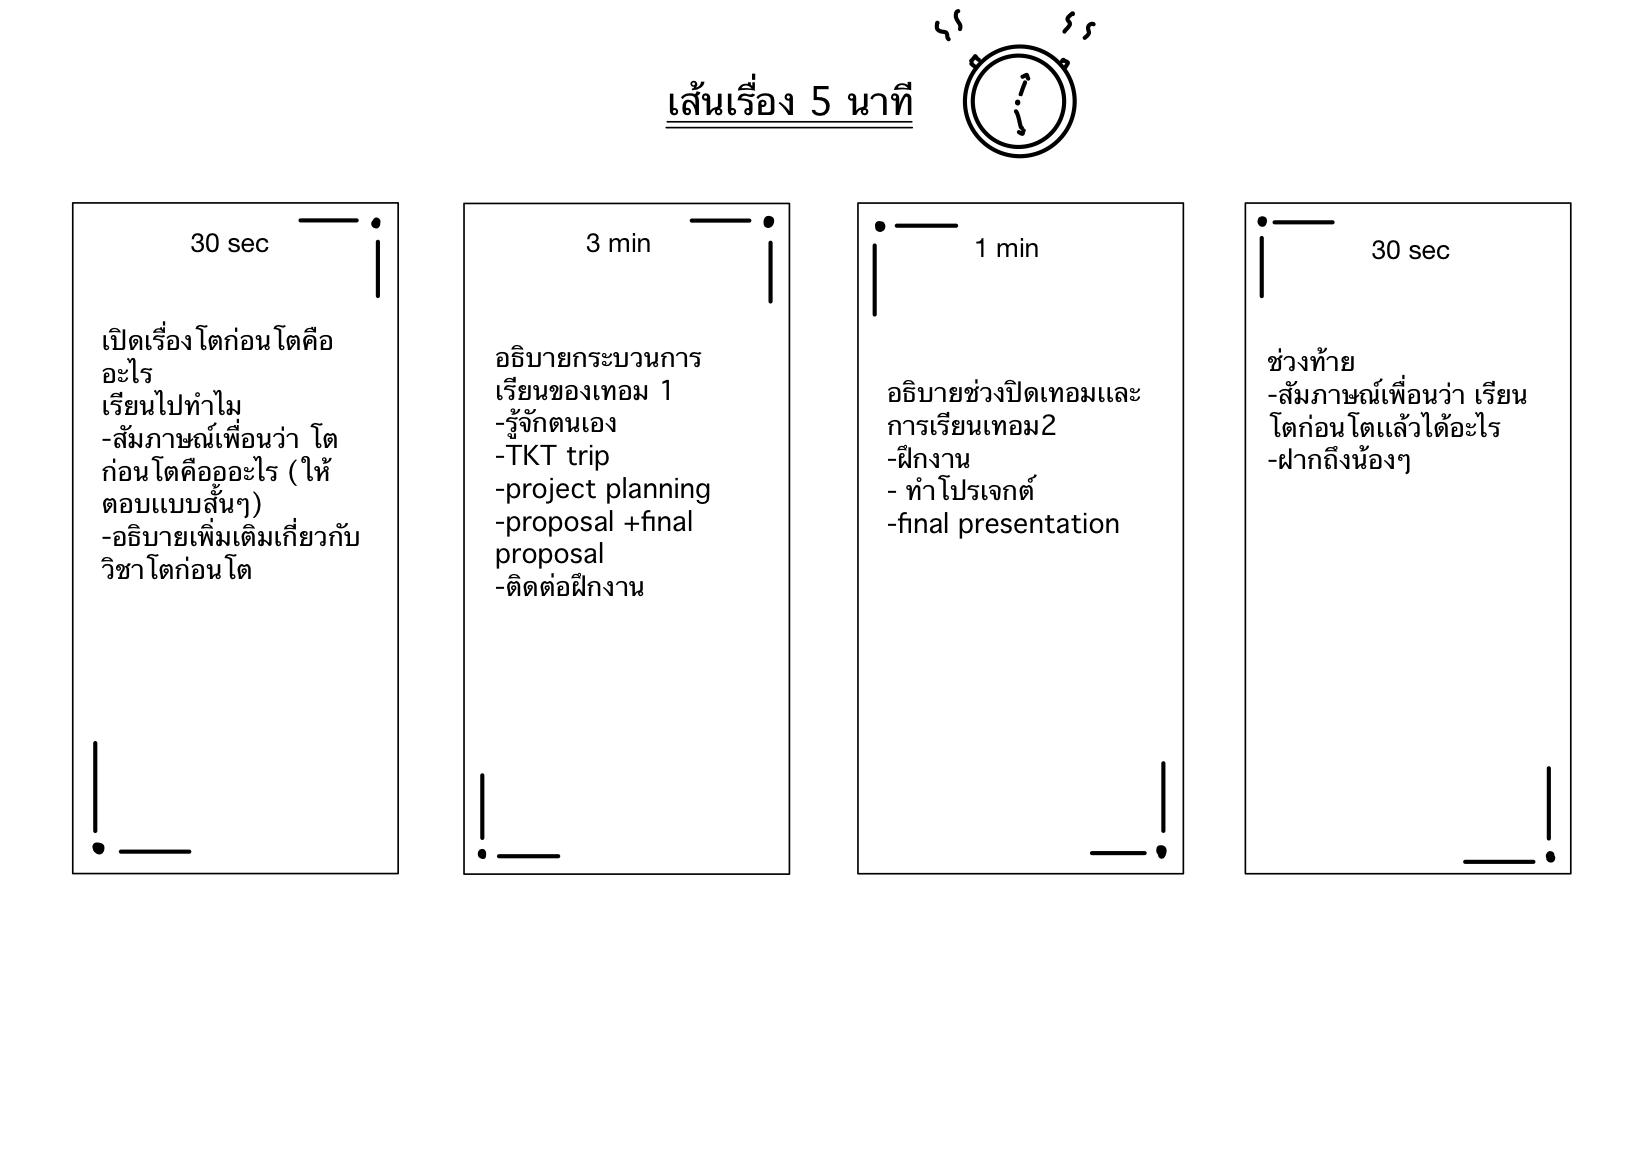 เส้นเรื่อง 5 นาที
30 sec
เปิดเรื่องโตก่อนโตคือ
อะไร
เรียนไปทำไม
-สัมภาษณ์เพื่อนว่า โต
ก่อนโตคือออะไร (ให้
ตอบแบบสั้นๆ)
-อธิบายเพิ่มเติมเกี่ยวกับ
วิชาโตก่อนโต
3 min
อธิบายกระบวนการ
เรียนของเทอม 1
-รู้จักตนเอง
-TKT trip
-project planning
-proposal +final
proposal
-ติดต่อฝึกงาน
1 min
อธิบายช่วงปิดเทอมและ
การเรียนเทอม2
-ฝึกงาน
- ทำโปรเจกต์
-final presentation
30 sec
ช่วงท้าย
-สัมภาษณ์เพื่อนว่า เรียน
โตก่อนโตแล้วได้อะไร
-ฝากถึงน้องๆ